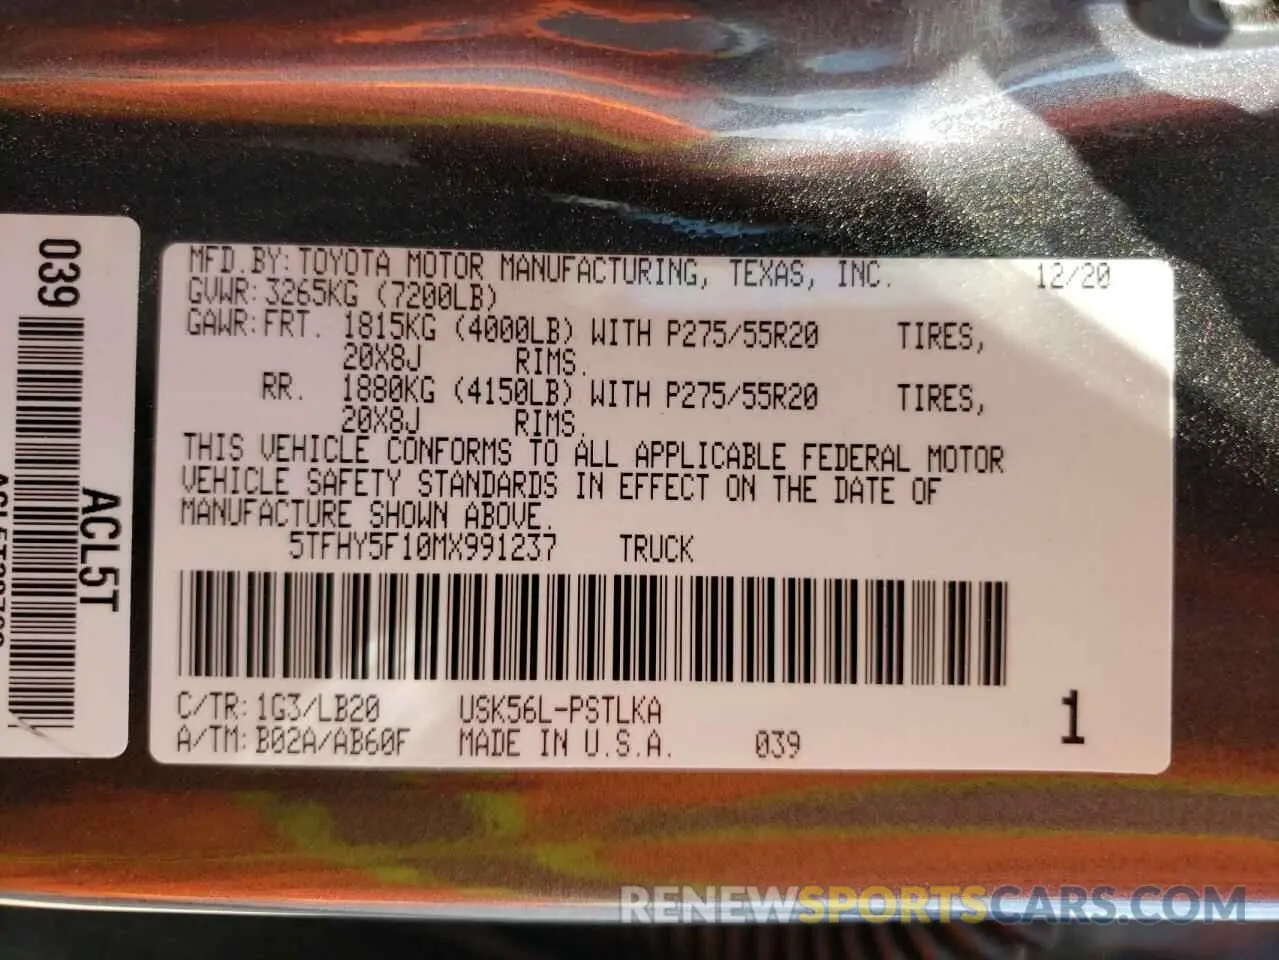 039
ACL5T
MFD.BY: TOYOTA MOTOR MANUFACTURING, TEXAS, INC. 12/20
GVWR: 3265KG (7200LB)
GAWR: FRT. 1815KG (4000LB) WITH P275/55R20 TIRES,
20X8J RIMS.
RR. 1880KG (4150LB) WITH P275/55R20 TIRES,
20X8J RIMS.
THIS VEHICLE CONFORMS TO ALL APPLICABLE FEDERAL MOTOR
VEHICLE SAFETY STANDARDS IN EFFECT ON THE DATE OF
MANUFACTURE SHOWN ABOVE.
5TFHY5F10MX991237 TRUCK
C/TR: 1G3/LB20 USK56L-PSTLKA
A/TM: B02A/AB60F MADE IN U.S.A. 039
1
RENEWSPORTSCARS.COM